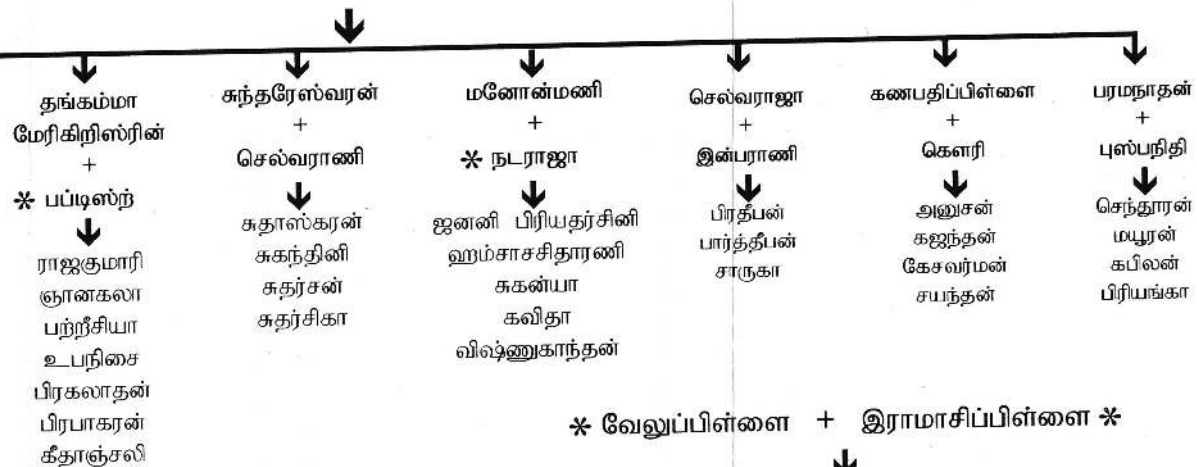 தங்கம்மா
மேரிகிறிஸ்ரின்
+
* பப்டிஸ்ற்
ராஜகுமாரி
ஞானகலா
பற்றீசியா
உபநிசை
பிரகலாதன்
பிரபாகரன்
கீதாஞ்சலி
சுந்தரேஸ்வரன்
+
செல்வராணி
சுதாஸ்கரன்
சுகந்தினி
சுதர்சன்
சுதர்சிகா
மனோன்மணி
+
* நடராஜா
ஜனனி பிரியதர்சினி
ஹம்சாசசிதாரணி
சுகன்யா
கவிதா
விஷ்ணுகாந்தன்
செல்வராஜா
+
இன்பராணி
பிரதீபன்
பார்த்தீபன்
சாருகா
கணபதிப்பிள்ளை
+
கௌரி
அனுசன்
கஜந்தன்
கேசவர்மன்
சயந்தன்
பரமநாதன்
+
புஸ்பநிதி
செந்தூரன்
மயூரன்
கபிலன்
பிரியங்கா
* வேலுப்பிள்ளை + இராமாசிப்பிள்ளை *